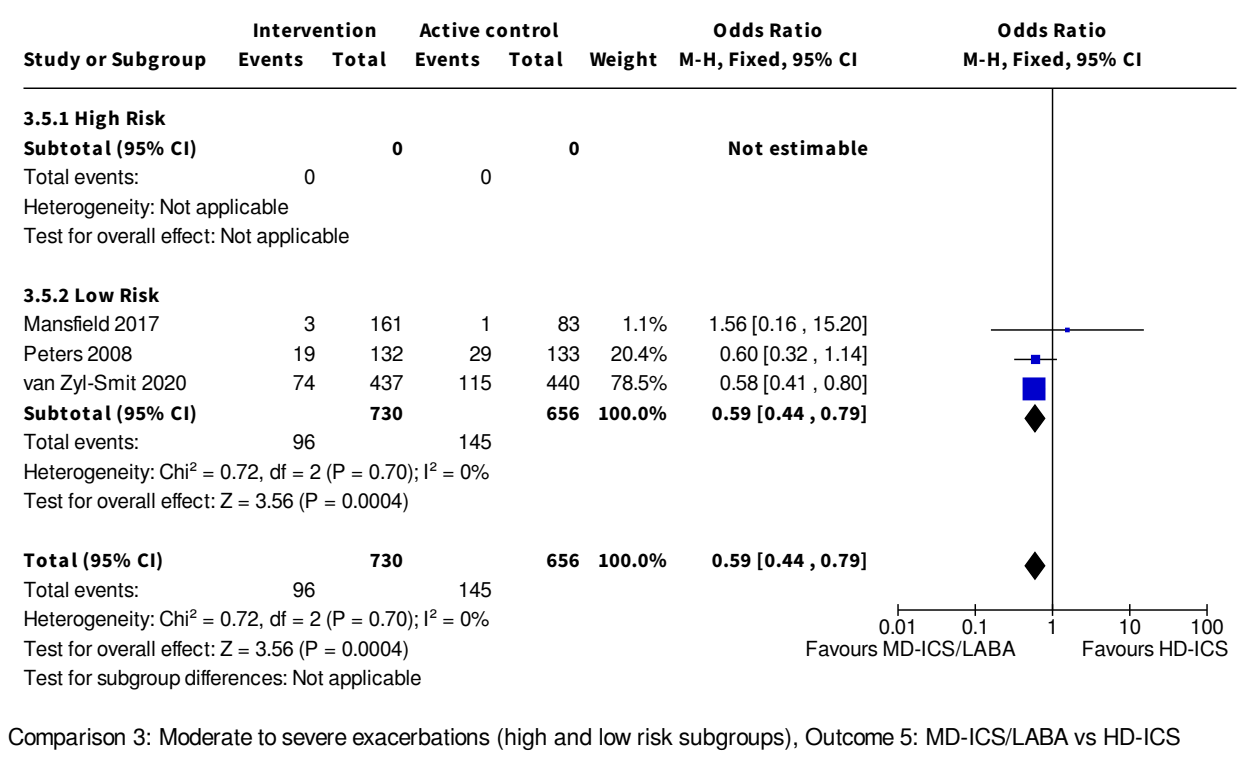 Intervention Active control Odds Ratio Odds Ratio
Study or Subgroup Events Total Events Total Weight M-H, Fixed, 95% CI M-H, Fixed, 95% CI
3.5.1 High Risk
Subtotal (95% CI) 0 0 Not estimable
Total events: 0 0
Heterogeneity: Not applicable
Test for overall effect: Not applicable
3.5.2 Low Risk
Mansfield 2017 3 161 1 83 1.1% 1.56 [0.16 , 15.20]
Peters 2008 19 132 29 133 20.4% 0.60 [0.32 , 1.14]
van Zyl-Smit 2020 74 437 115 440 78.5% 0.58 [0.41 , 0.80]
Subtotal (95% CI) 730 656 100.0% 0.59 [0.44 , 0.79]
Total events: 96 145
Heterogeneity: Chi² = 0.72, df = 2 (P = 0.70); I² = 0%
Test for overall effect: Z = 3.56 (P = 0.0004)
Total (95% CI) 730 656 100.0% 0.59 [0.44 , 0.79]
Total events: 96 145
Heterogeneity: Chi² = 0.72, df = 2 (P = 0.70); I² = 0%
0.01 0.1 1 10 100
Test for overall effect: Z = 3.56 (P = 0.0004) Favours MD-ICS/LABA Favours HD-ICS
Test for subgroup differences: Not applicable
Comparison 3: Moderate to severe exacerbations (high and low risk subgroups), Outcome 5: MD-ICS/LABA vs HD-ICS